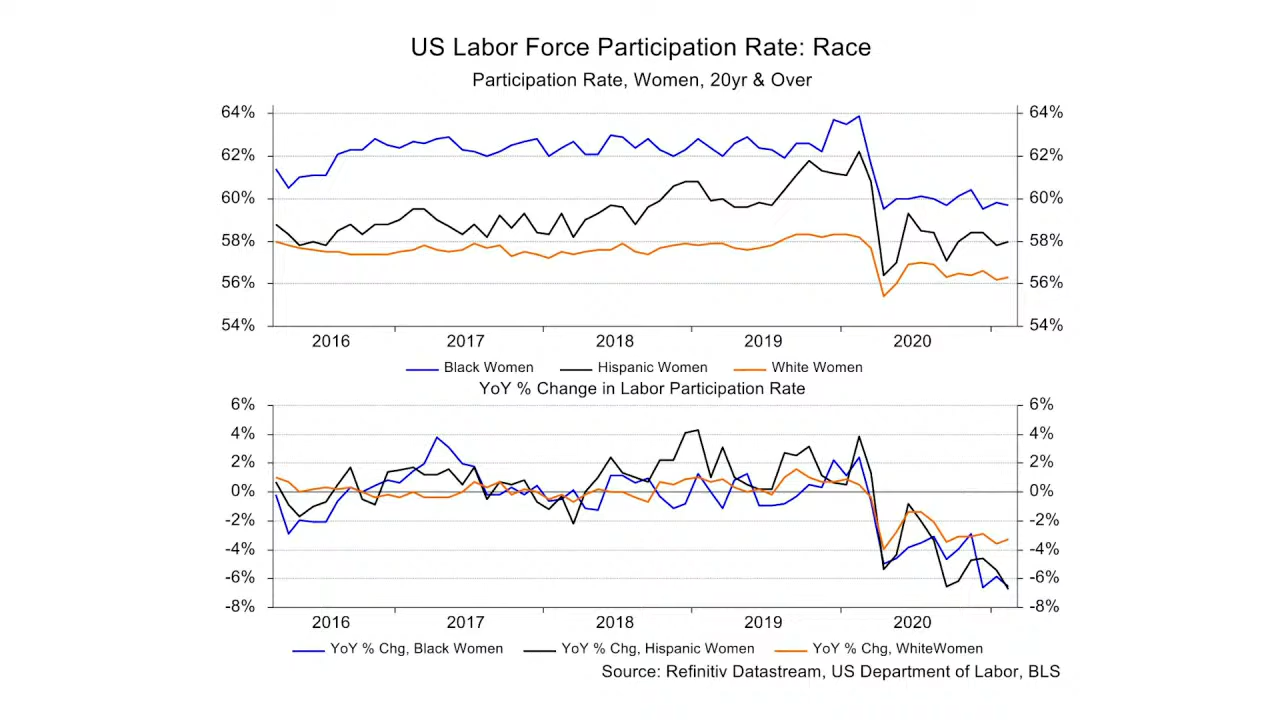 US Labor Force Participation Rate: Race
Participation Rate, Women, 20yr & Over
64% 64%
62% 62%
60% 60%
58% 58%
56% 56%
54% 54%
2016 2017 2018 2019 2020
Black Women Hispanic Women White Women
YoY % Change in Labor Participation Rate
6% 6%
4% 4%
2% 2%
0% 0%
-2% -2%
-4% -4%
-6% -6%
-8% -8%
2016 2017 2018 2019 2020
YoY % Chg, Black Women YoY % Chg, Hispanic Women YoY % Chg, WhiteWomen
Source: Refinitiv Datastream, US Department of Labor, BLS